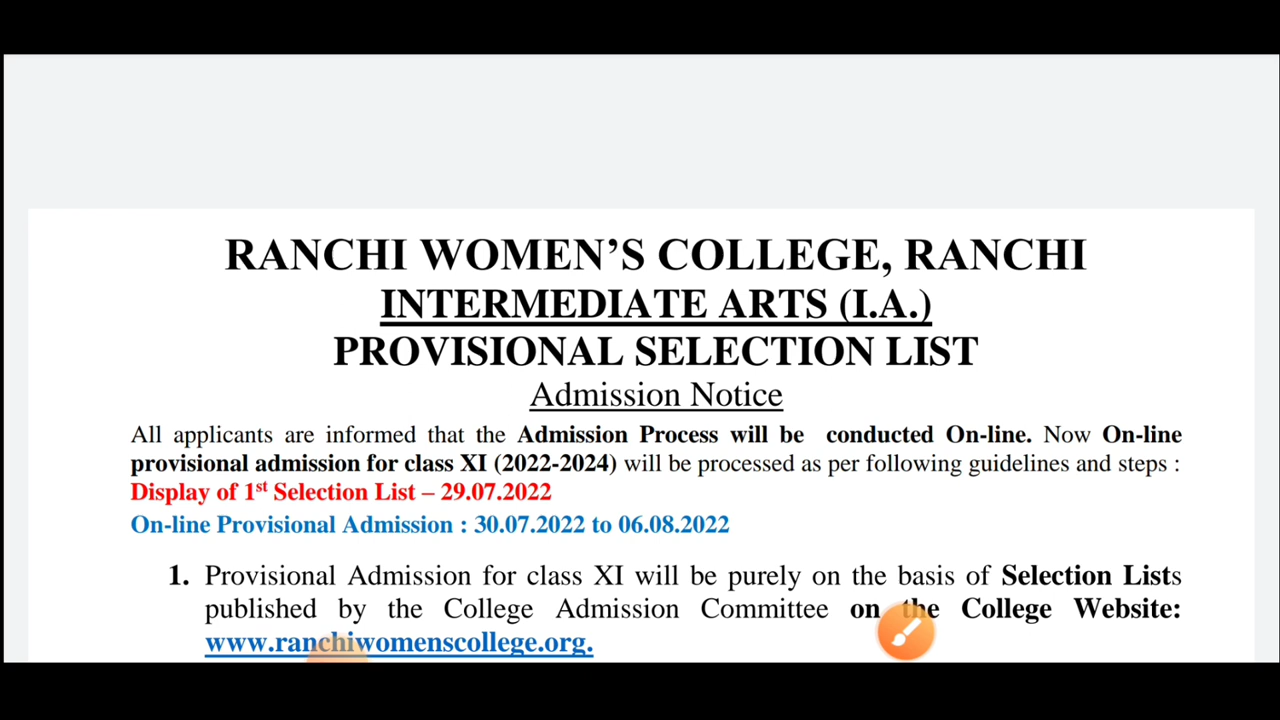 RANCHI WOMEN’S COLLEGE, RANCHI
INTERMEDIATE ARTS (I.A.)
PROVISIONAL SELECTION LIST
Admission Notice
All applicants are informed that the Admission Process will be conducted On-line. Now On-line
provisional admission for class XI (2022-2024) will be processed as per following guidelines and steps :
Display of 1st Selection List – 29.07.2022
On-line Provisional Admission : 30.07.2022 to 06.08.2022
1. Provisional Admission for class XI will be purely on the basis of Selection Lists
published by the College Admission Committee on the College Website:
www.ranchiwomenscollege.org.